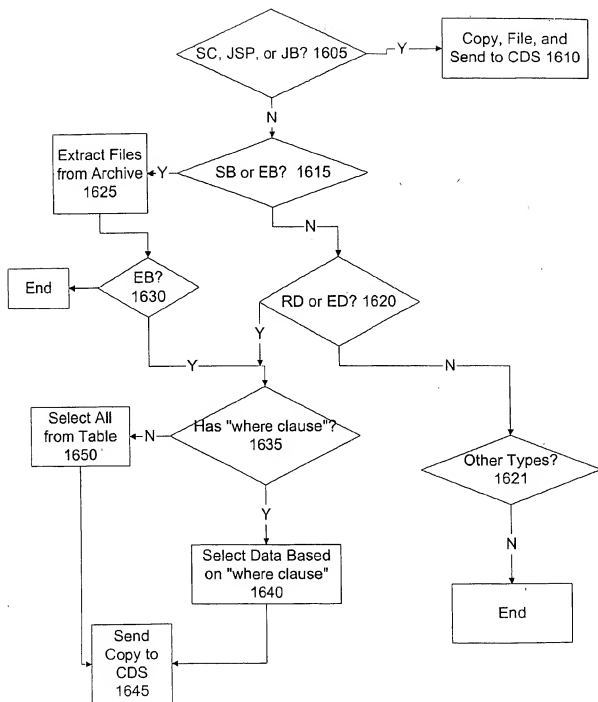 SC, JSP, or JB? 1605
Y
Copy, File, and
Send to CDS 1610
N
Extract Files
from Archive
1625
Y
SB or EB? 1615
N
End
EB?
1630
RD or ED? 1620
Y
Y
N
Select All
from Table
1650
N
Has "where clause"?
1635
Other Types?
1621
Y
N
Select Data Based
on "where clause"
1640
End
Send
Copy to
CDS
1645